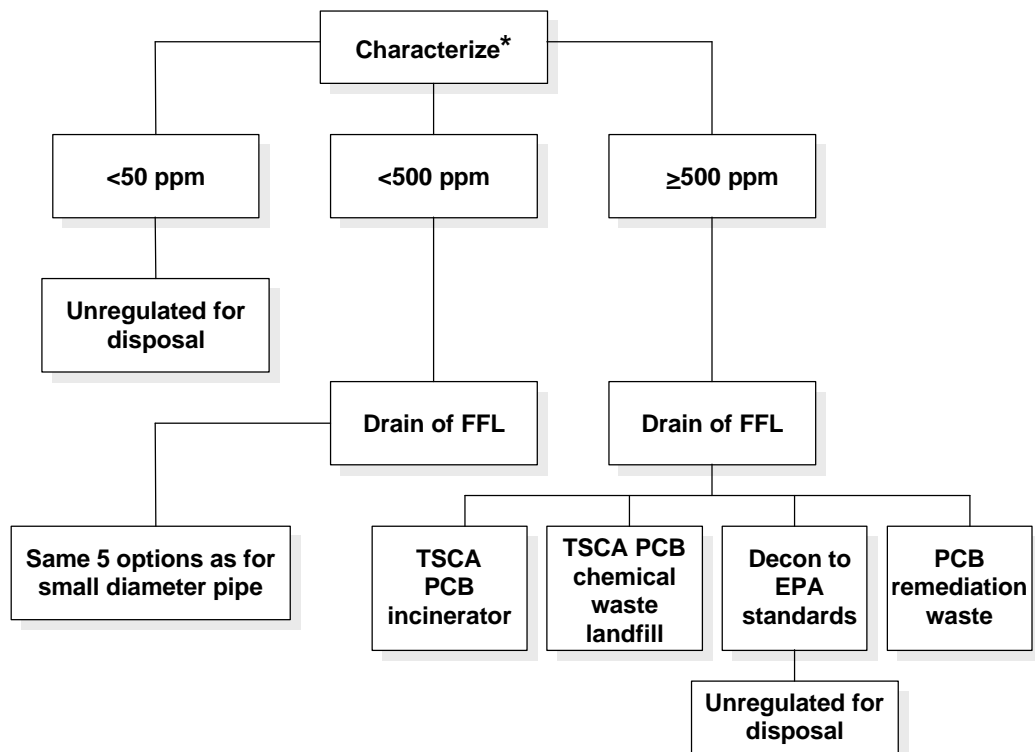 Characterize*
<50 ppm
<500 ppm
≥500 ppm
Unregulated for
disposal
Drain of FFL
Drain of FFL
Same 5 options as for
small diameter pipe
TSCA
PCB
incinerator
TSCA PCB
chemical
waste
landfill
Decon to
EPA
standards
PCB
remediation
waste
Unregulated for
disposal